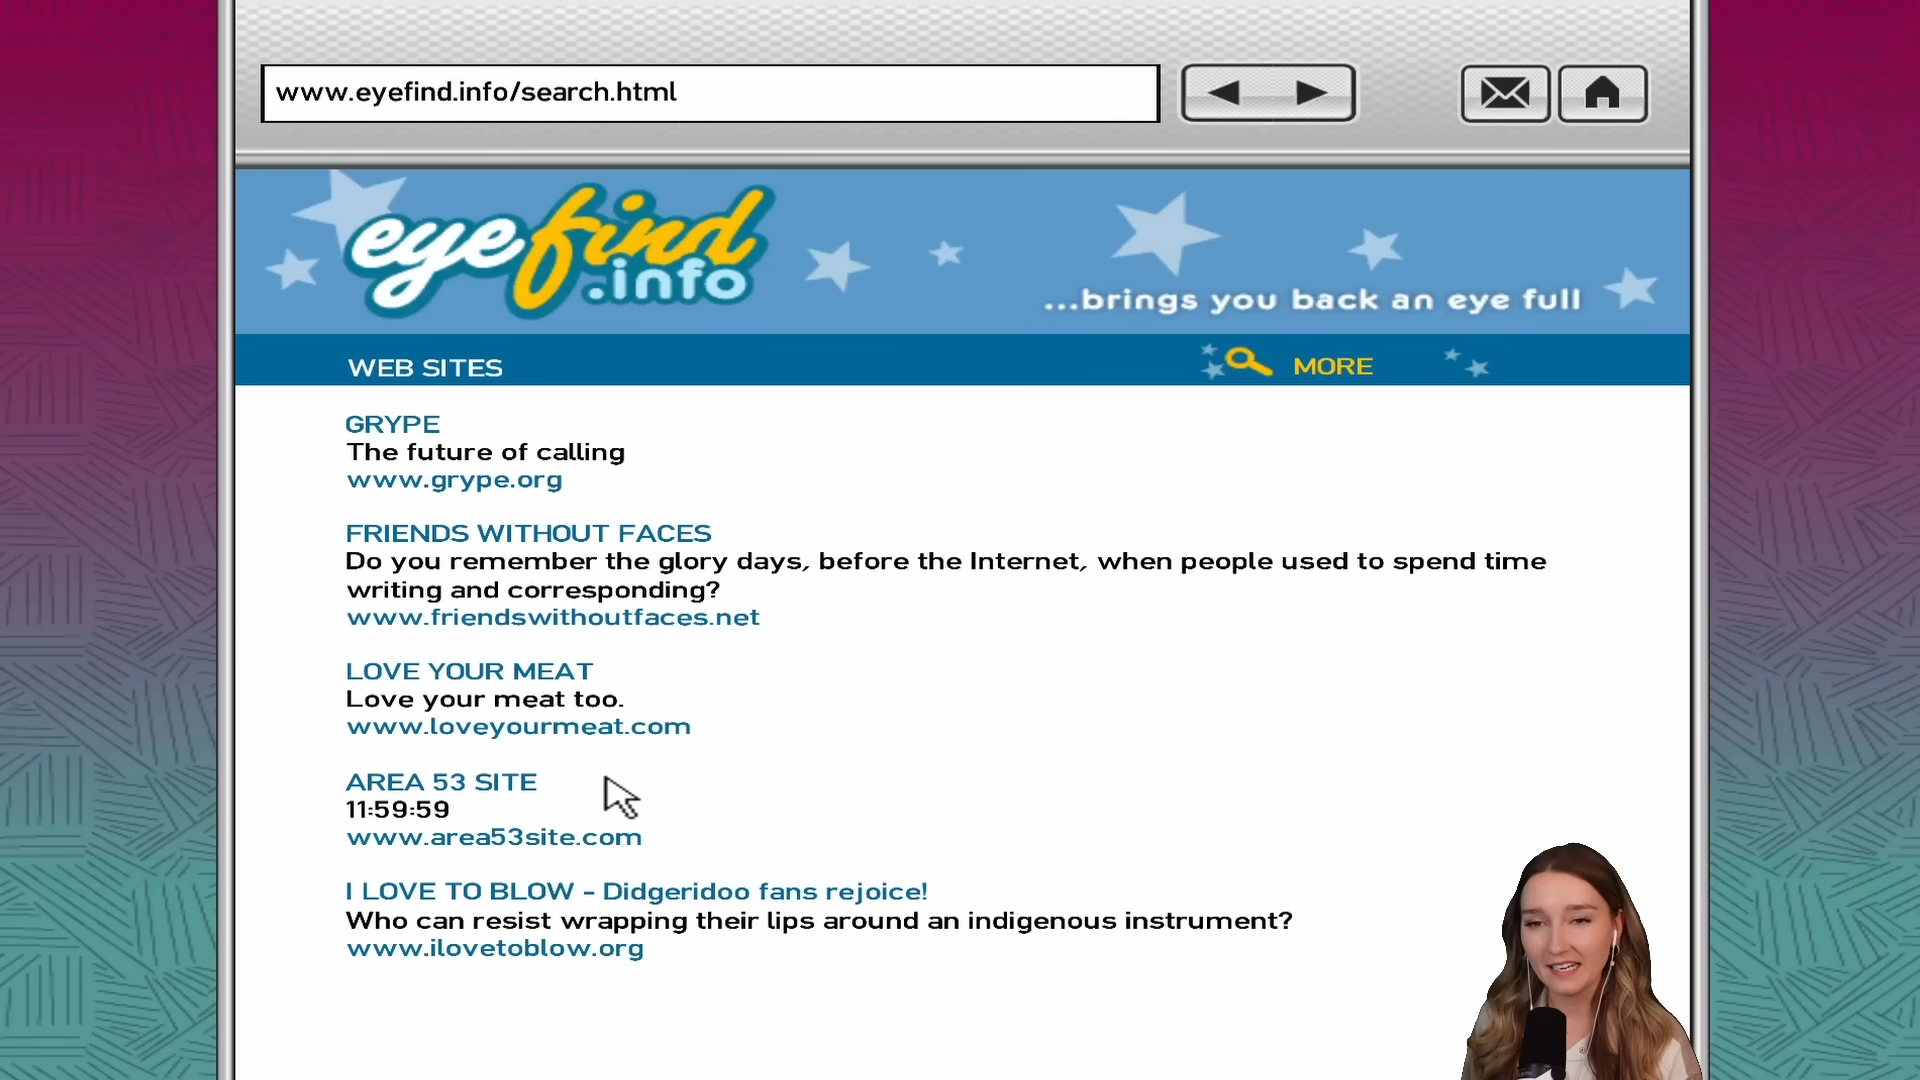 www.eyefind.info/search.html
eyefind
.info
...brings you back an eye full
WEB SITES
MORE
GRYPE
The future of calling
www.grype.org
FRIENDS WITHOUT FACES
Do you remember the glory days, before the Internet, when people used to spend time
writing and corresponding?
www.friendswithoutfaces.net
LOVE YOUR MEAT
Love your meat too.
www.loveyourmeat.com
AREA 53 SITE
11:59:59
www.area53site.com
I LOVE TO BLOW - Didgeridoo fans rejoice!
Who can resist wrapping their lips around an indigenous instrument?
www.ilovetoblow.org